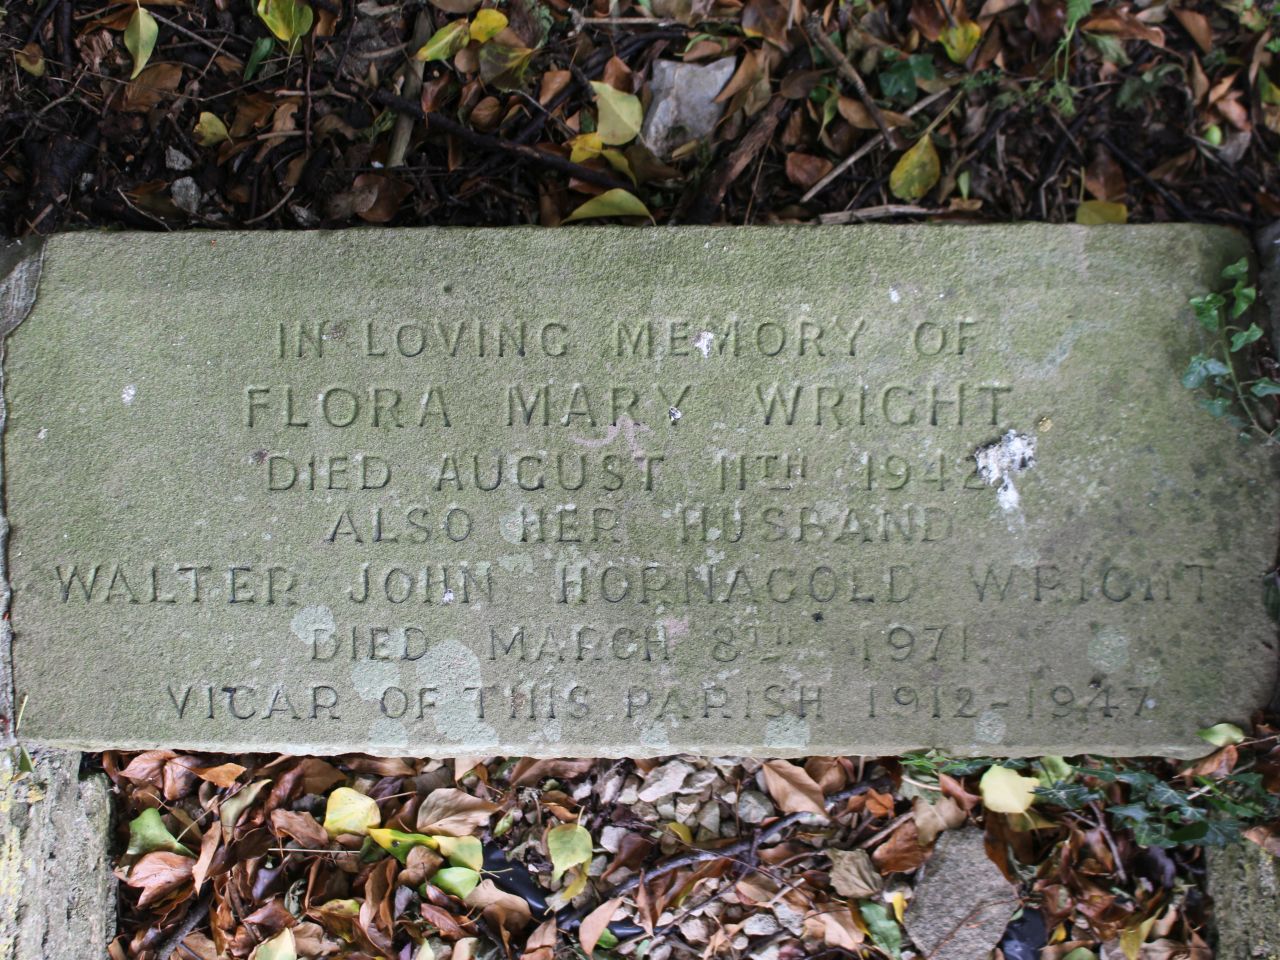 IN LOVING MEMORY OF
FLORA MARY WRIGHT
DIED AUGUST 11TH 1942
ALSO HER HUSBAND
WALTER JOHN HORNAGOLD WRIGHT
DIED MARCH 8TH 1971.
VICAR OF THIS PARISH 1912-1947.